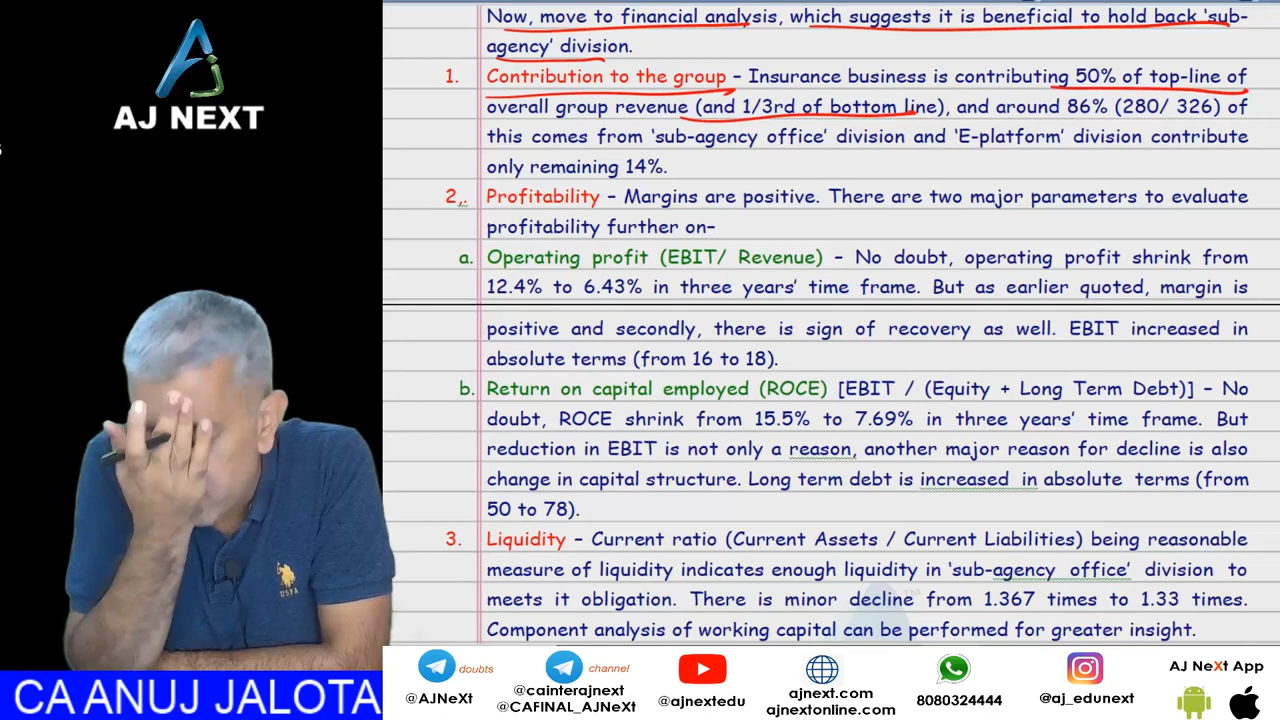 AJ NEXT
Now, move to financial analysis, which suggests it is beneficial to hold back ‘sub-
agency’ division.
1. Contribution to the group – Insurance business is contributing 50% of top-line of
overall group revenue (and 1/3rd of bottom line), and around 86% (280/ 326) of
this comes from ‘sub-agency office’ division and ‘E-platform’ division contribute
only remaining 14%.
2,. Profitability – Margins are positive. There are two major parameters to evaluate
profitability further on–
a. Operating profit (EBIT/ Revenue) – No doubt, operating profit shrink from
12.4% to 6.43% in three years’ time frame. But as earlier quoted, margin is
positive and secondly, there is sign of recovery as well. EBIT increased in
absolute terms (from 16 to 18).
b. Return on capital employed (ROCE) [EBIT / (Equity + Long Term Debt)] – No
doubt, ROCE shrink from 15.5% to 7.69% in three years’ time frame. But
reduction in EBIT is not only a reason, another major reason for decline is also
change in capital structure. Long term debt is increased in absolute terms (from
50 to 78).
3. Liquidity – Current ratio (Current Assets / Current Liabilities) being reasonable
measure of liquidity indicates enough liquidity in ‘sub-agency office’ division to
meets it obligation. There is minor decline from 1.367 times to 1.33 times.
Component analysis of working capital can be performed for greater insight.
USPA
CA ANUJ JALOTA
doubts
@AJNeXt
channel
@cainterajnext
@CAFINAL_AJNeXt
@ajnextedu
ajnext.com
ajnextonline.com
8080324444
@aj_edunext
AJ NeXt App